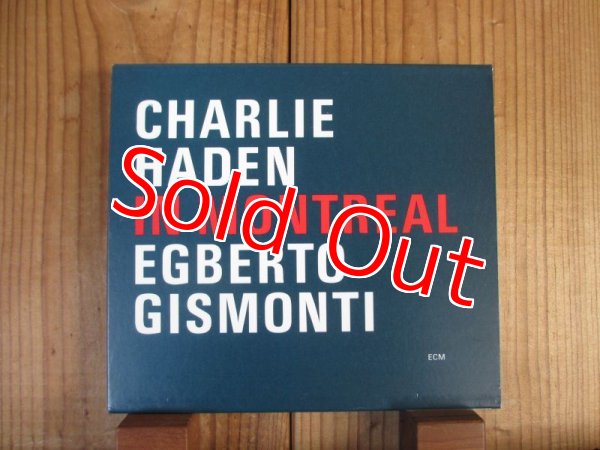 CHARLIE
HADEN
IN MONTREAL
EGBERTO
GISMONTI
ECM
Sold Out